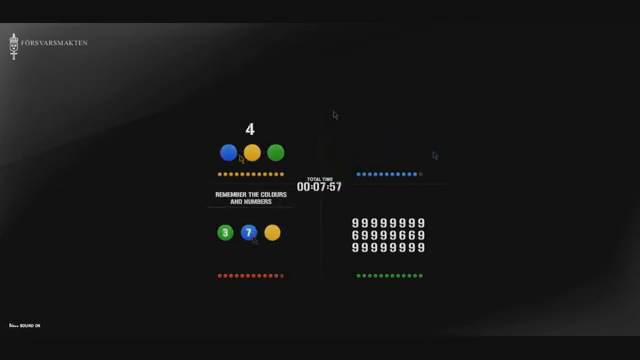 FÖRSVARSMAKTEN
4
TOTAL TIME
00:07:57
REMEMBER THE COLOURS
AND NUMBERS
3 7
99999999
69999669
99999999
SOUND ON